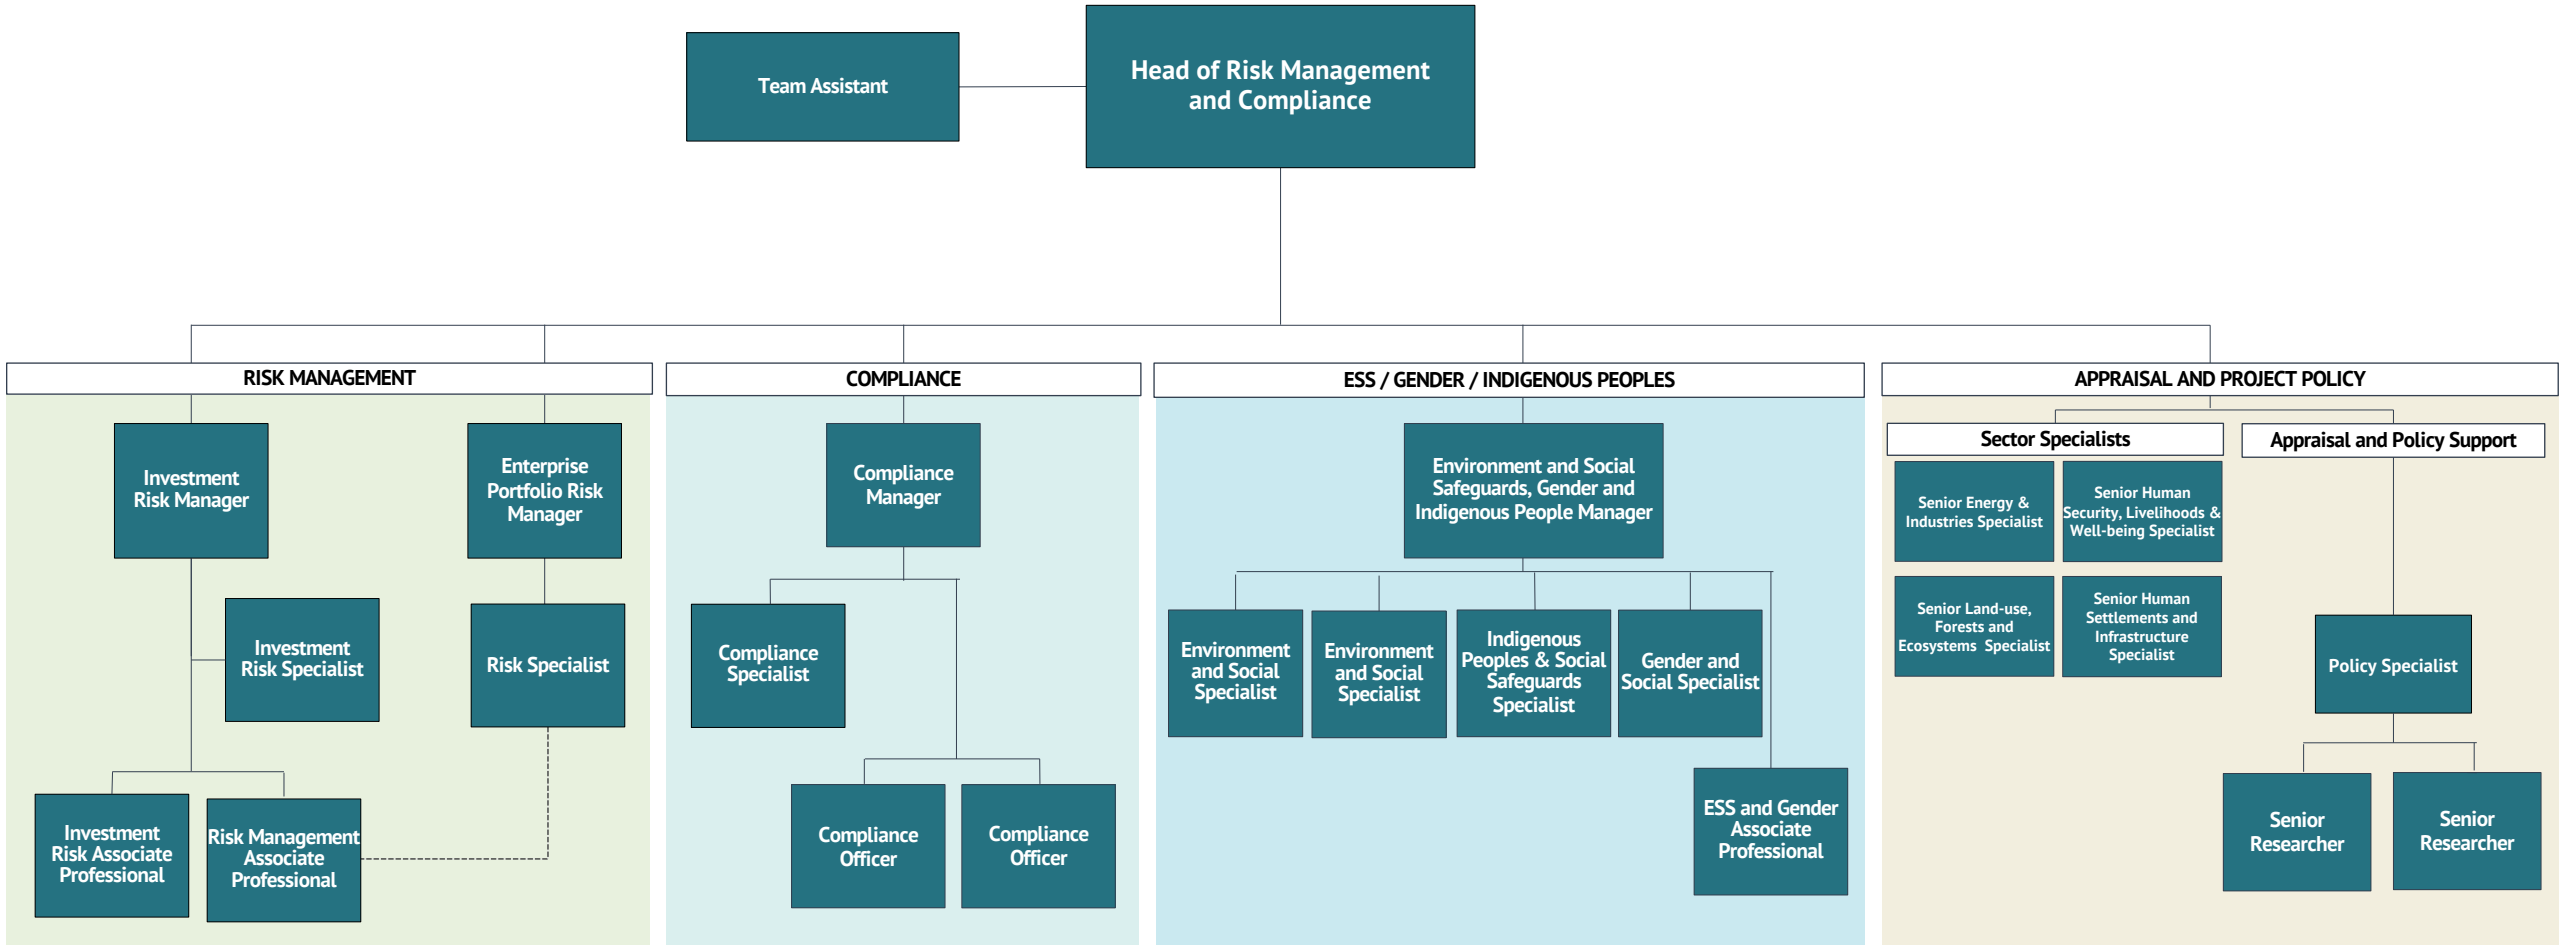 Team Assistant
Head of Risk Management
and Compliance
RISK MANAGEMENT
Investment
Risk Manager
Enterprise
Portfolio Risk
Manager
Investment
Risk Specialist
Risk Specialist
Investment
Risk Associate
Professional
Risk Management
Associate
Professional
COMPLIANCE
Compliance
Manager
Compliance
Specialist
Compliance
Officer
Compliance
Officer
ESS / GENDER / INDIGENOUS PEOPLES
Environment and Social
Safeguards, Gender and
Indigenous People Manager
Environment
and Social
Specialist
Environment
and Social
Specialist
Indigenous
Peoples & Social
Safeguards
Specialist
Gender and
Social Specialist
ESS and Gender
Associate
Professional
APPRAISAL AND PROJECT POLICY
Sector Specialists
Senior Energy &
Industries Specialist
Senior Human
Security, Livelihoods &
Well-being Specialist
Senior Land-use,
Forests and
Ecosystems Specialist
Senior Human
Settlements and
Infrastructure
Specialist
Appraisal and Policy Support
Policy Specialist
Senior
Researcher
Senior
Researcher